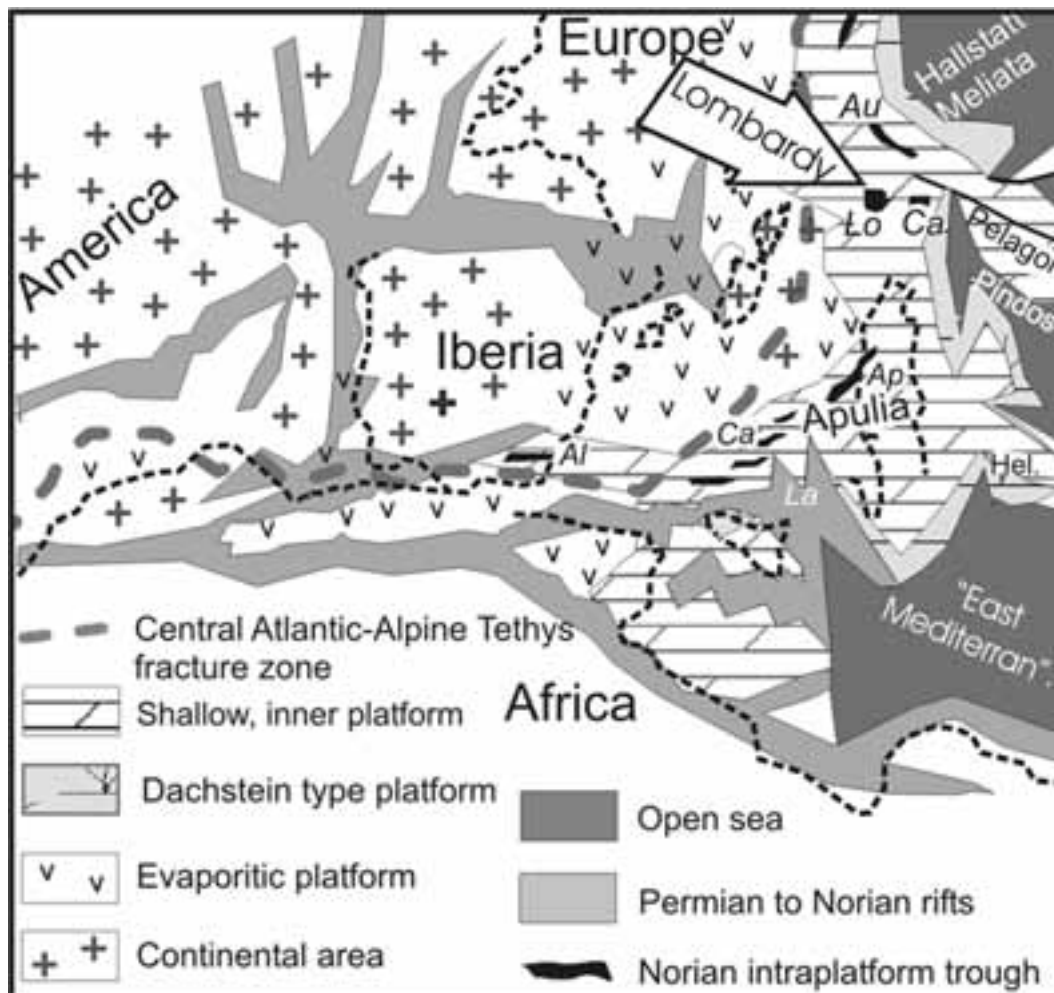 Europe
Hallstatt
Meliata
Lombardy
Au
America
Lo
Ca.
Pelagon
Pindos
Iberia
Ap
Apulia
Ca
Al
Hel.
La
"East
Mediterran".
Africa
Central Atlantic-Alpine Tethys
fracture zone
Shallow, inner platform
Dachstein type platform
Evaporitic platform
Continental area
Open sea
Permian to Norian rifts
Norian intraplatform trough